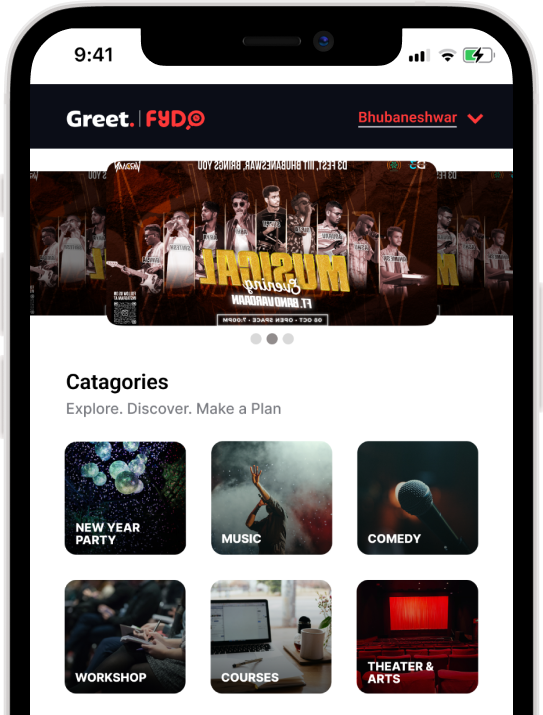 9:41
Greet. | FYDO
Bhubaneshwar
D3 FEST, IIIT BHUBANESWAR, BRINGS, YOU
MUSICAL
Evening
FT. BAND VARDAAN
06 OCT • OPEN SPACE • 7:00PM
Catagories
Explore. Discover. Make a Plan
NEW YEAR
PARTY
MUSIC
COMEDY
WORKSHOP
COURSES
THEATER &
ARTS